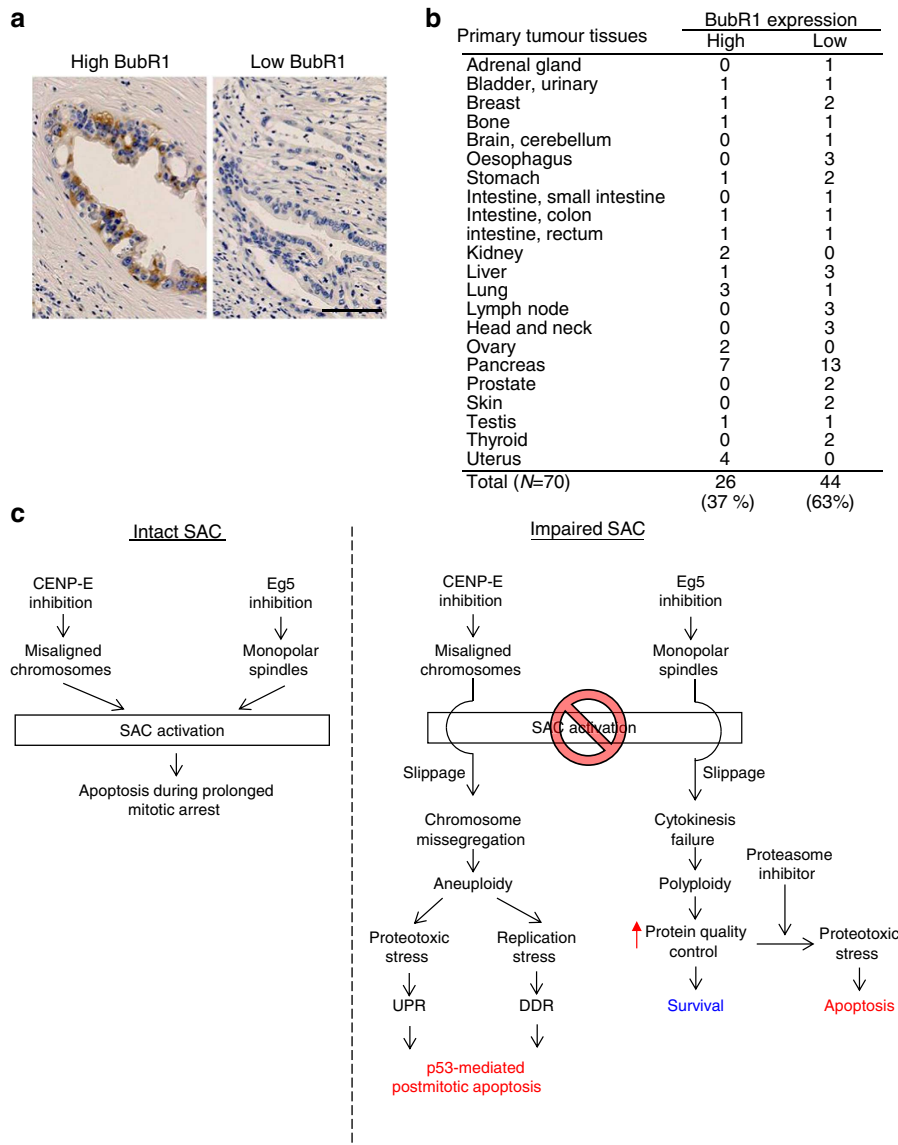 a
High BubR1 Low BubR1
b
BubR1 expression
Primary tumour tissues High Low
Adrenal gland 0 1
Bladder, urinary 1 1
Breast 1 2
Bone 1 1
Brain, cerebellum 0 1
Oesophagus 0 3
Stomach 1 2
Intestine, small intestine 0 1
Intestine, colon 1 1
intestine, rectum 1 1
Kidney 2 0
Liver 1 3
Lung 3 1
Lymph node 0 3
Head and neck 0 3
Ovary 2 0
Pancreas 7 13
Prostate 0 2
Skin 0 2
Testis 1 1
Thyroid 0 2
Uterus 4 0
Total (N=70) 26 44
(37 %) (63%)
c
Intact SAC
CENP-E
inhibition
Eg5
inhibition
Misaligned
chromosomes
Monopolar
spindles
SAC activation
Apoptosis during prolonged
mitotic arrest
Impaired SAC
CENP-E
inhibition
Eg5
inhibition
Misaligned
chromosomes
Monopolar
spindles
SAC activation
Slippage
Slippage
Chromosome
missegregation
Cytokinesis
failure
Aneuploidy
Polyploidy
Proteasome
inhibitor
Proteotoxic
stress
Replication
stress
Protein quality
control
Proteotoxic
stress
UPR
DDR
Survival
Apoptosis
p53-mediated
postmitotic apoptosis